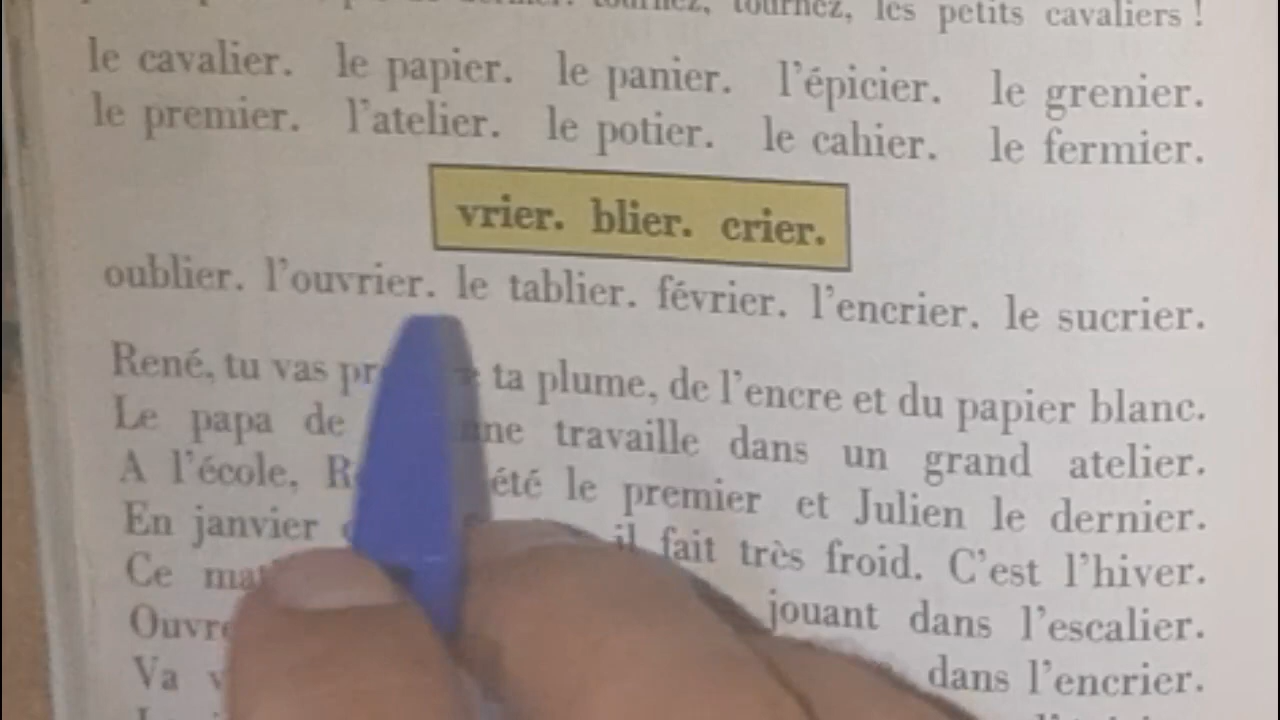 tournez, tournez, les petits cavaliers !
le cavalier. le papier. le panier. l'épicier. le grenier.
le premier. l'atelier. le potier. le cahier. le fermier.
vrier. blier. crier.
oublier. l'ouvrier. le tablier. février. l'encrier. le sucrier.
René, tu vas ta plume, de l'encre et du papier blanc.
Le papa de travaille dans un grand atelier.
A l'école, été le premier et Julien le dernier.
En janvier il fait très froid. C'est l'hiver.
Ce jouant dans l'escalier.
Va dans l'encrier.